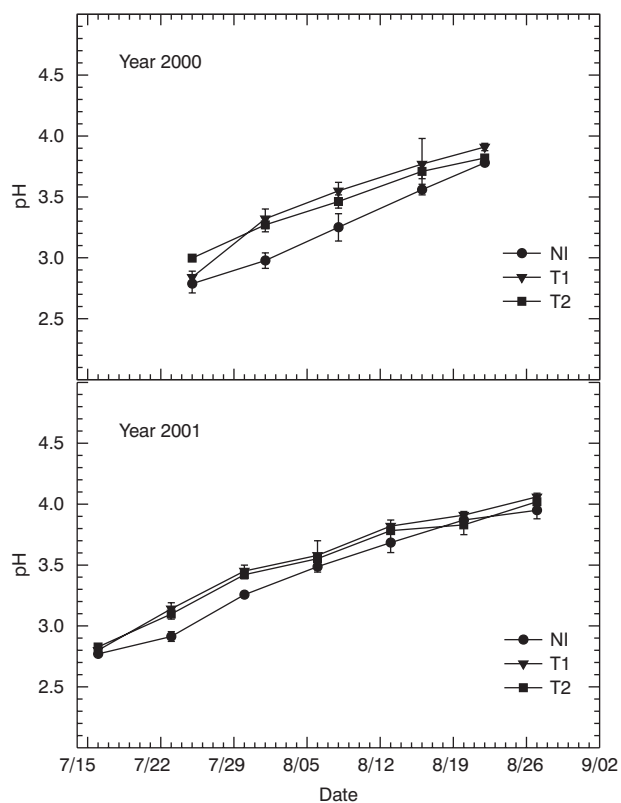 Year 2000
4.5
4.0
3.5
3.0
2.5
pH
NI
T1
T2
Year 2001
4.5
4.0
3.5
3.0
2.5
pH
NI
T1
T2
7/15 7/22 7/29 8/05 8/12 8/19 8/26 9/02
Date